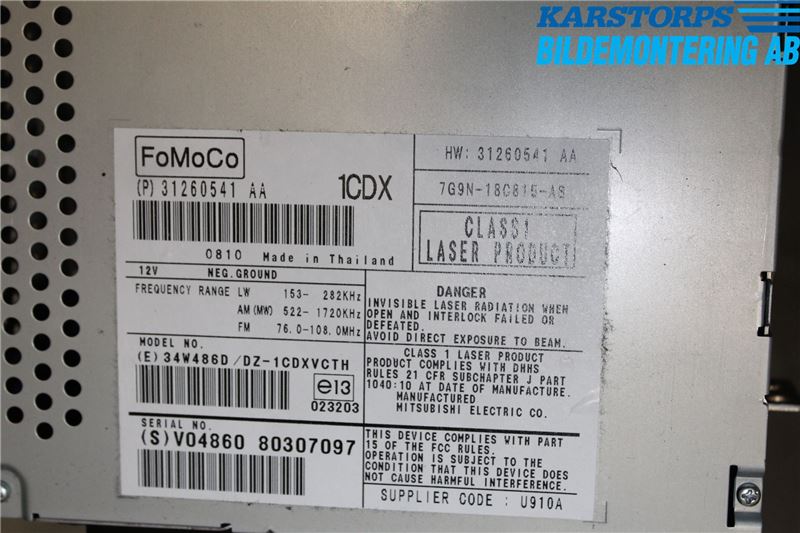 KARSTORPS
BILDEMONTERING AB
FoMoCo
(P) 31260541 AA
1CDX
0810 Made in Thailand
HW: 31260541 AA
7G9N-18C815-AS
CLASS1
LASER PRODUCT
12V NEG.GROUND
FREQUENCY RANGE LW 153- 282KHz
AM(MW) 522-1720KHz
FM 76.0-108.0MHz
MODEL NO.
(E) 34W486D/DZ-1CDXVCTH
e13
023203
SERIAL NO.
(S)V04860 80307097
DANGER
INVISIBLE LASER RADIATION WHEN
OPEN AND INTERLOCK FAILED OR
DEFEATED.
AVOID DIRECT EXPOSURE TO BEAM.
CLASS 1 LASER PRODUCT
PRODUCT COMPLIES WITH DHHS
RULES 21 CFR SUBCHAPTER J PART
1040:10 AT DATE OF MANUFACTURE.
MANUFACTURED
MITSUBISHI ELECTRIC CO.
THIS DEVICE COMPLIES WITH PART
15 OF THE FCC RULES.
OPERATION IS SUBJECT TO THE
CONDITION THAT THIS DEVICE DOES
NOT CAUSE HARMFUL INTERFERENCE.
SUPPLIER CODE : U910A